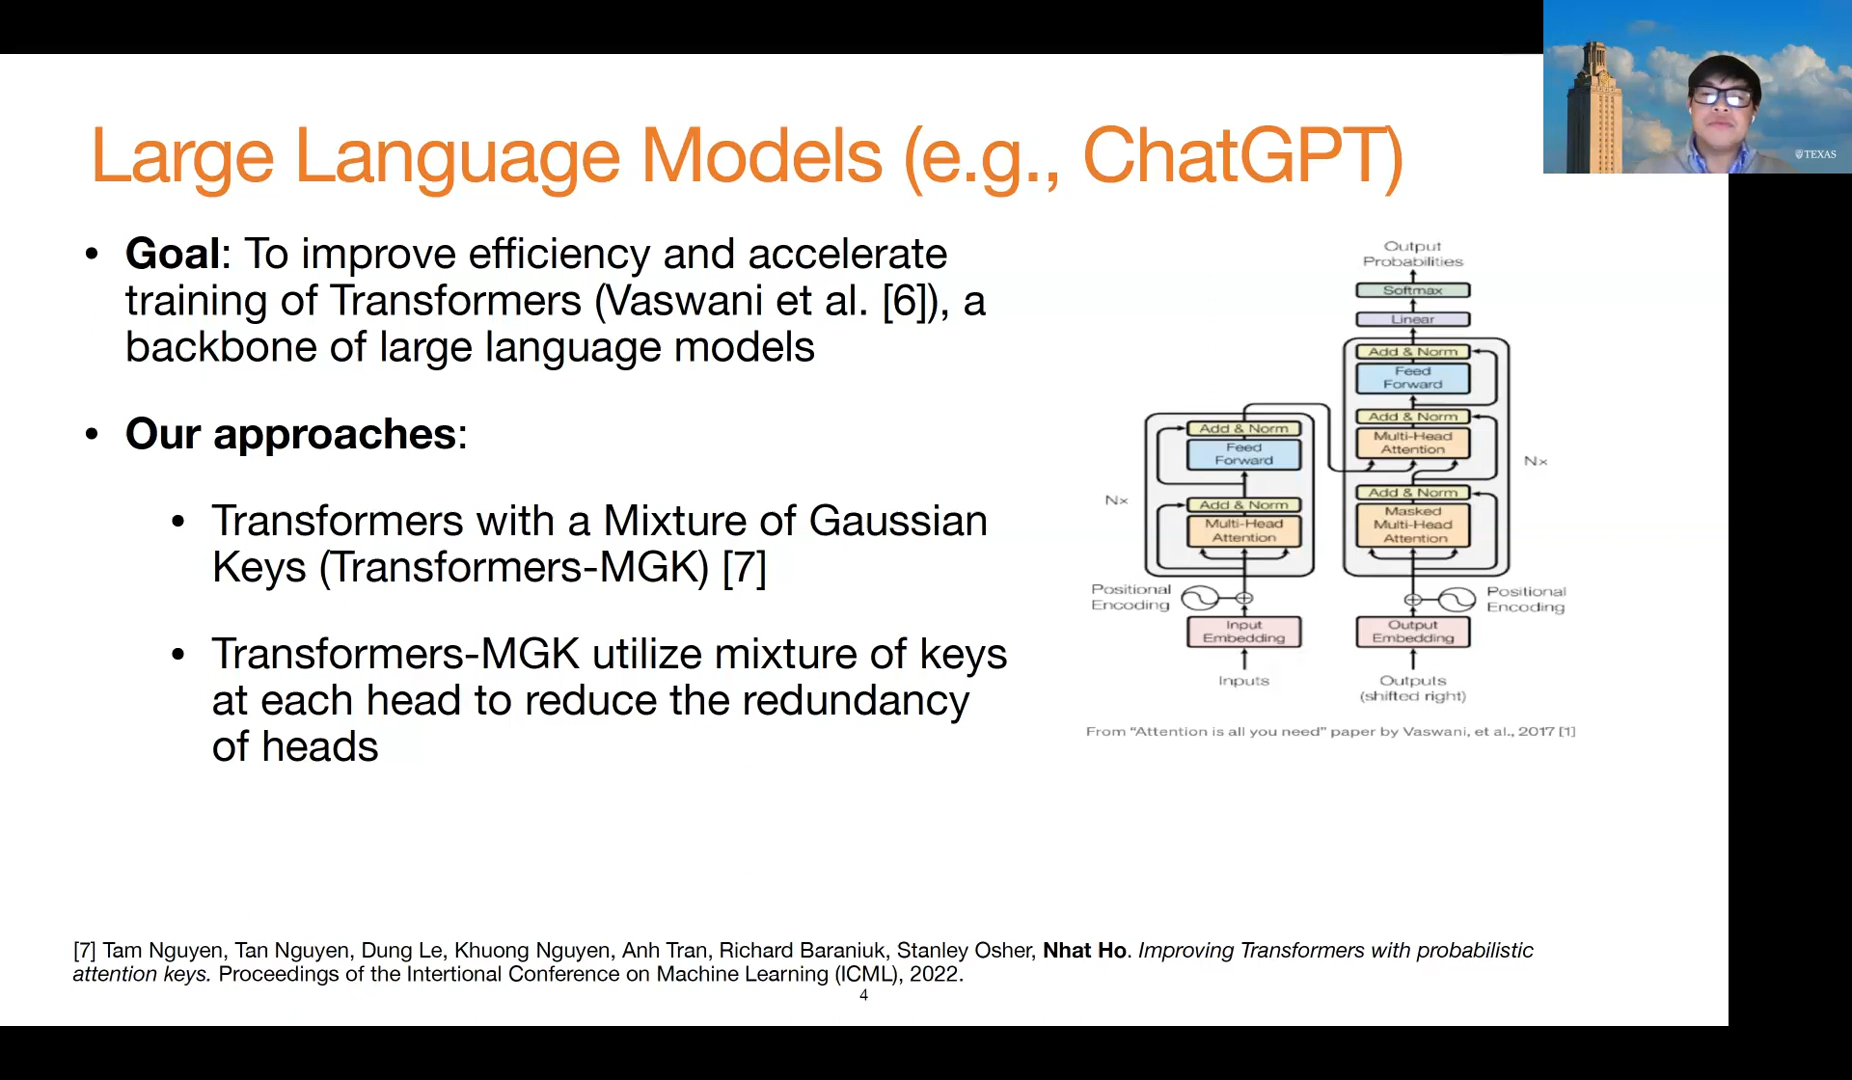 TEXAS
Large Language Models (e.g., ChatGPT)
• Goal: To improve efficiency and accelerate
training of Transformers (Vaswani et al. [6]), a
backbone of large language models
• Our approaches:
• Transformers with a Mixture of Gaussian
Keys (Transformers-MGK) [7]
• Transformers-MGK utilize mixture of keys
at each head to reduce the redundancy
of heads
Output
Probabilities
Softmax
Linear
Add & Norm
Feed
Forward
Add & Norm
Multi-Head
Attention
Add & Norm
Masked
Multi-Head
Attention
Nx
Add & Norm
Feed
Forward
Add & Norm
Multi-Head
Attention
Nx
Positional
Encoding
Positional
Encoding
Input
Embedding
Output
Embedding
Inputs
Outputs
(shifted right)
From “Attention is all you need” paper by Vaswani, et al., 2017 [1]
[7] Tam Nguyen, Tan Nguyen, Dung Le, Khuong Nguyen, Anh Tran, Richard Baraniuk, Stanley Osher, Nhat Ho. Improving Transformers with probabilistic
attention keys. Proceedings of the Intertional Conference on Machine Learning (ICML), 2022.
4